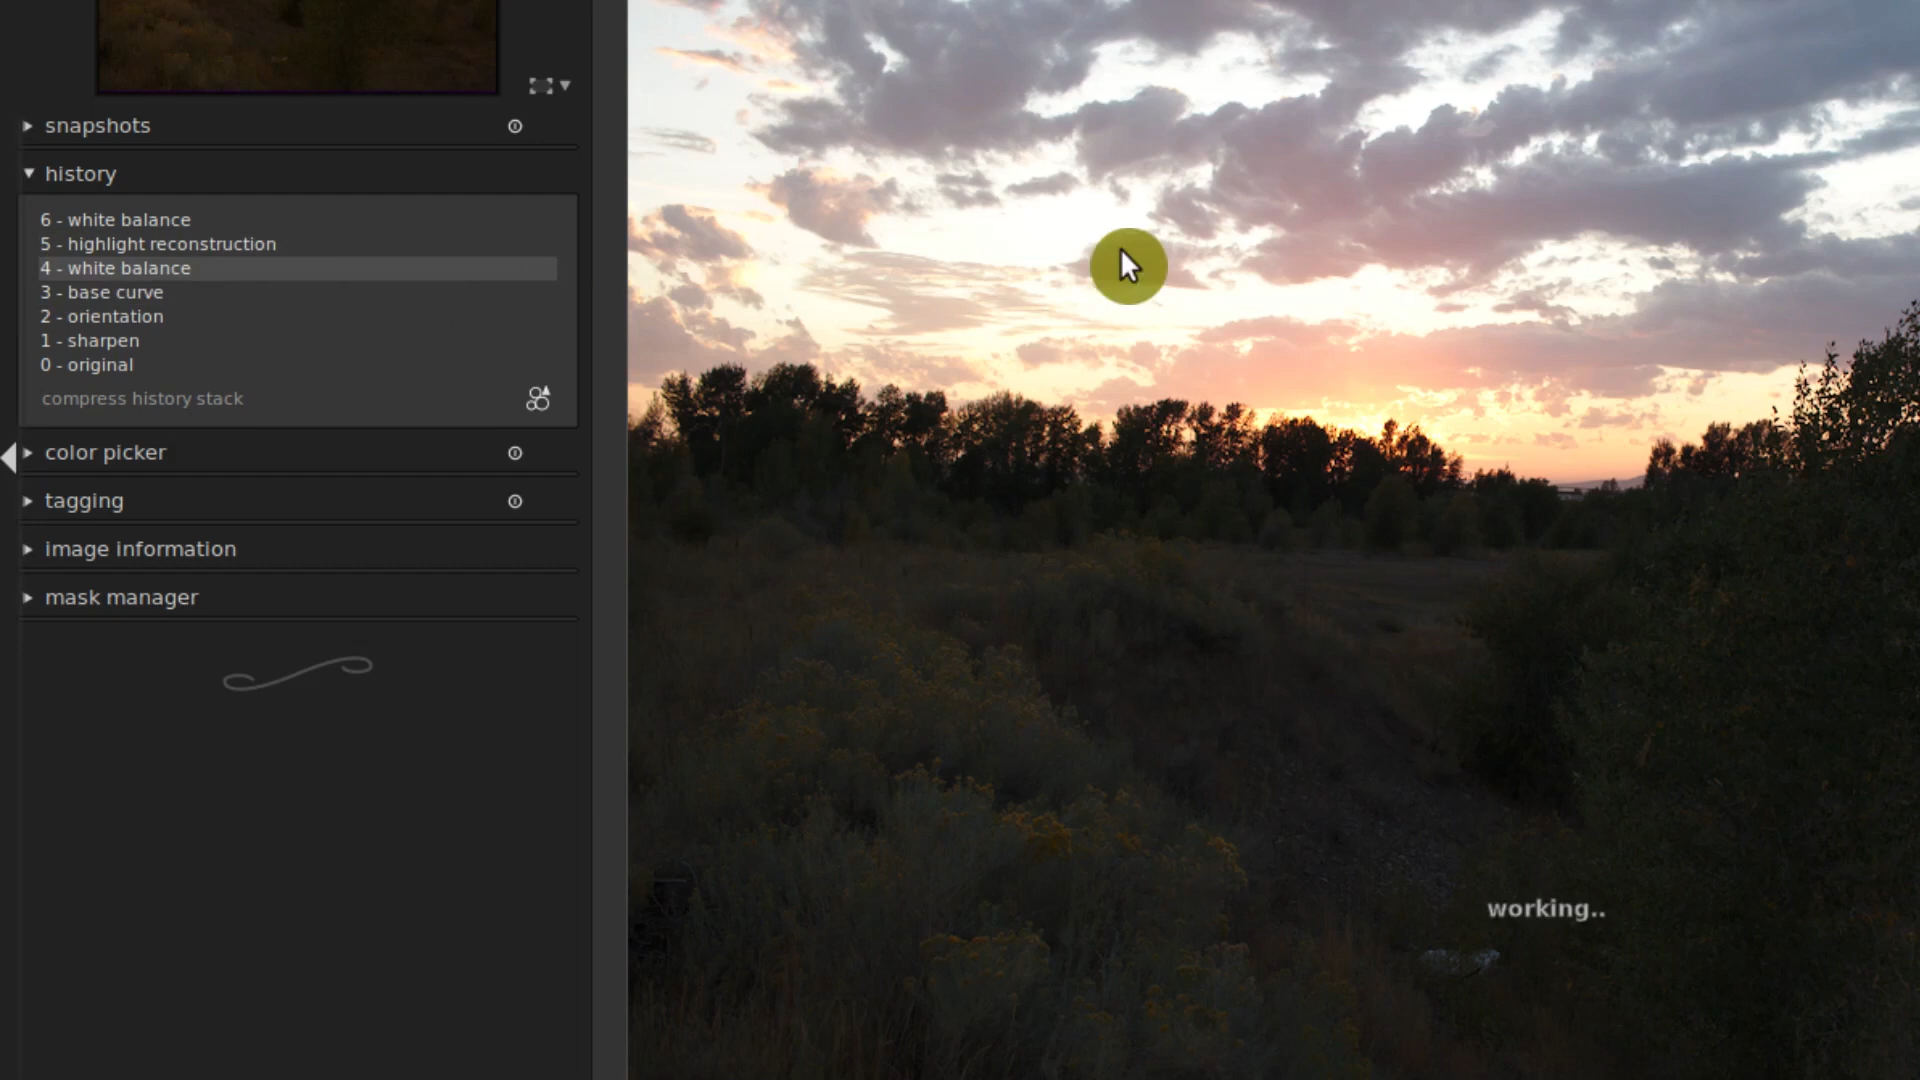 snapshots
history
6 - white balance
5 - highlight reconstruction
4 - white balance
3 - base curve
2 - orientation
1 - sharpen
0 - original
compress history stack
color picker
tagging
image information
mask manager
working..